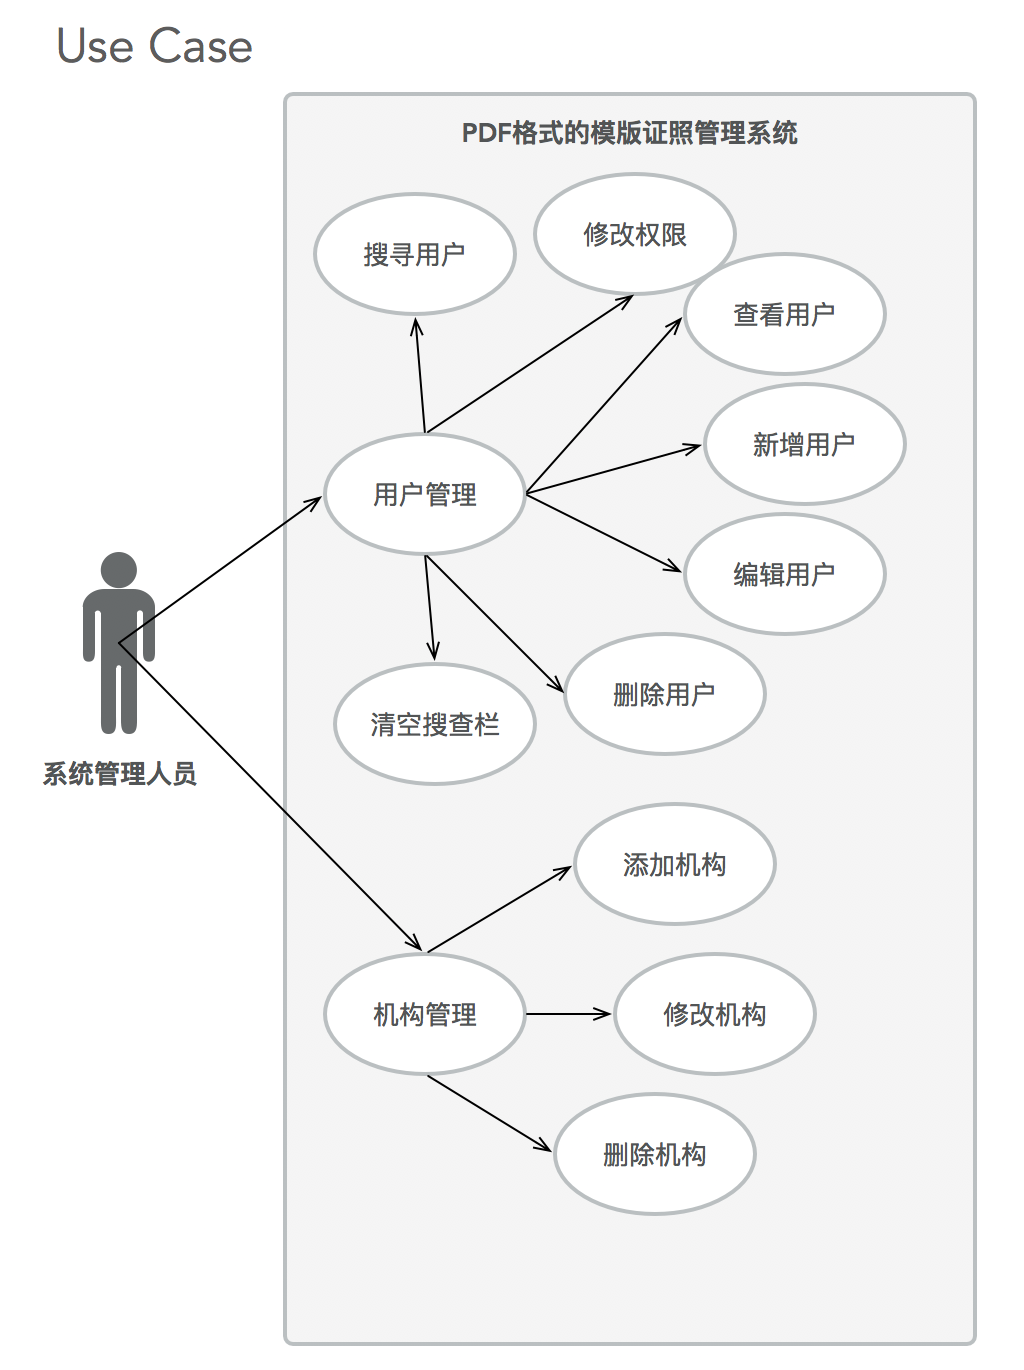 Use Case
PDF格式的模版证照管理系统
搜寻用户
修改权限
查看用户
新增用户
用户管理
编辑用户
删除用户
清空搜查栏
系统管理人员
添加机构
机构管理
修改机构
删除机构